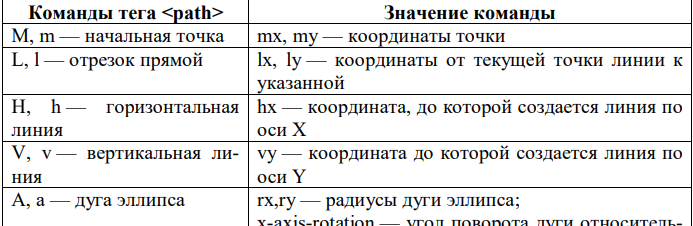 Команды тега <path>
Значение команды
M, m — начальная точка
mx, my — координаты точки
L, l — отрезок прямой
lx, ly — координаты от текущей точки линии к
указанной
H, h — горизонтальная
линия
hx — координата, до которой создается линия по
оси X
V, v — вертикальная ли-
ния
vy — координата до которой создается линия по
оси Y
A, a — дуга эллипса
rx,ry — радиусы дуги эллипса;
x-axis-rotation — угол поворота дуги относитель-